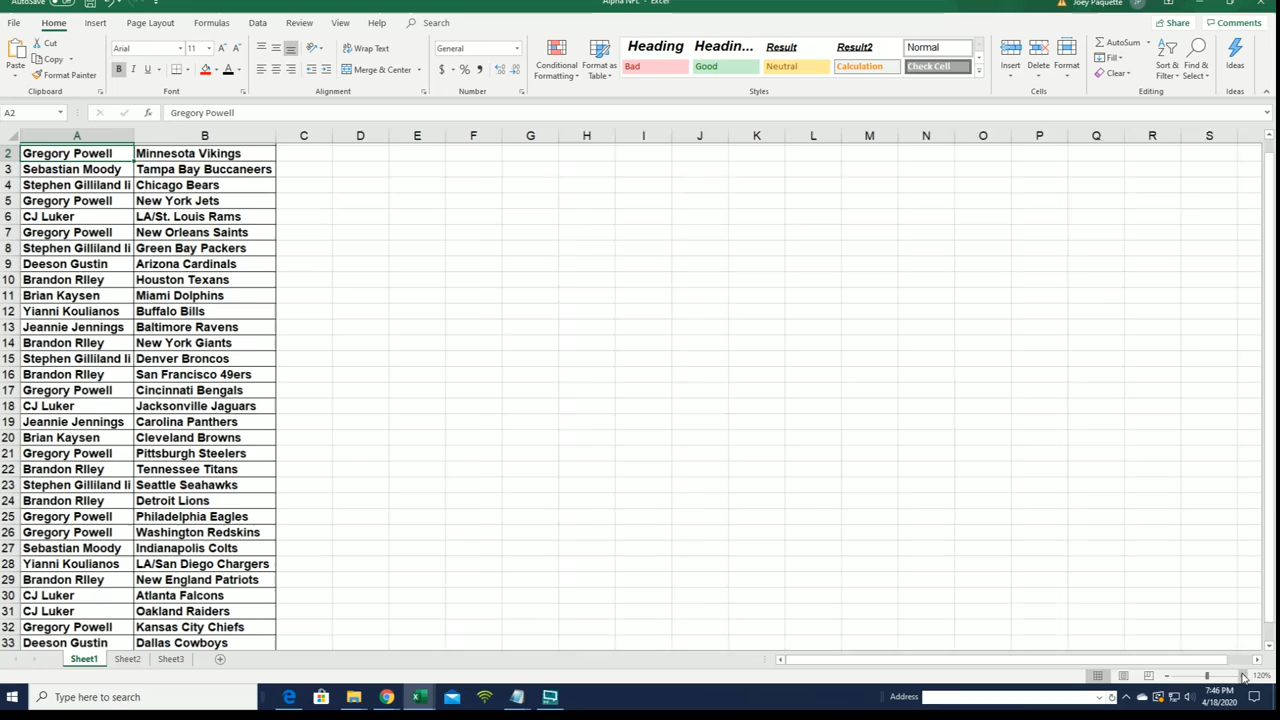 AutoSave Off Alpha NFL - Excel Joey Paquette JP
File Home Insert Page Layout Formulas Data Review View Help Search Share Comments
Paste Cut Copy Format Painter
Arial 11 Wrap Text General
B I U Merge & Center $ % ,
Conditional Formatting Format as Table
Heading Headin... Result Result2 Normal
Bad Good Neutral Calculation Check Cell
Insert Delete Format AutoSum Fill Clear Sort & Filter Find & Select Ideas
Clipboard Font Alignment Number Styles Cells Editing Ideas
A2 fx Gregory Powell
A B C D E F G H I J K L M N O P Q R S
2 Gregory Powell Minnesota Vikings
3 Sebastian Moody Tampa Bay Buccaneers
4 Stephen Gilliland Ii Chicago Bears
5 Gregory Powell New York Jets
6 CJ Luker LA/St. Louis Rams
7 Gregory Powell New Orleans Saints
8 Stephen Gilliland Ii Green Bay Packers
9 Deeson Gustin Arizona Cardinals
10 Brandon RIley Houston Texans
11 Brian Kaysen Miami Dolphins
12 Yianni Koulianos Buffalo Bills
13 Jeannie Jennings Baltimore Ravens
14 Brandon RIley New York Giants
15 Stephen Gilliland Ii Denver Broncos
16 Brandon RIley San Francisco 49ers
17 Gregory Powell Cincinnati Bengals
18 CJ Luker Jacksonville Jaguars
19 Jeannie Jennings Carolina Panthers
20 Brian Kaysen Cleveland Browns
21 Gregory Powell Pittsburgh Steelers
22 Brandon RIley Tennessee Titans
23 Stephen Gilliland Ii Seattle Seahawks
24 Brandon RIley Detroit Lions
25 Gregory Powell Philadelphia Eagles
26 Gregory Powell Washington Redskins
27 Sebastian Moody Indianapolis Colts
28 Yianni Koulianos LA/San Diego Chargers
29 Brandon RIley New England Patriots
30 CJ Luker Atlanta Falcons
31 CJ Luker Oakland Raiders
32 Gregory Powell Kansas City Chiefs
33 Deeson Gustin Dallas Cowboys
Sheet1 Sheet2 Sheet3
120%
Type here to search Address 7:46 PM
4/18/2020